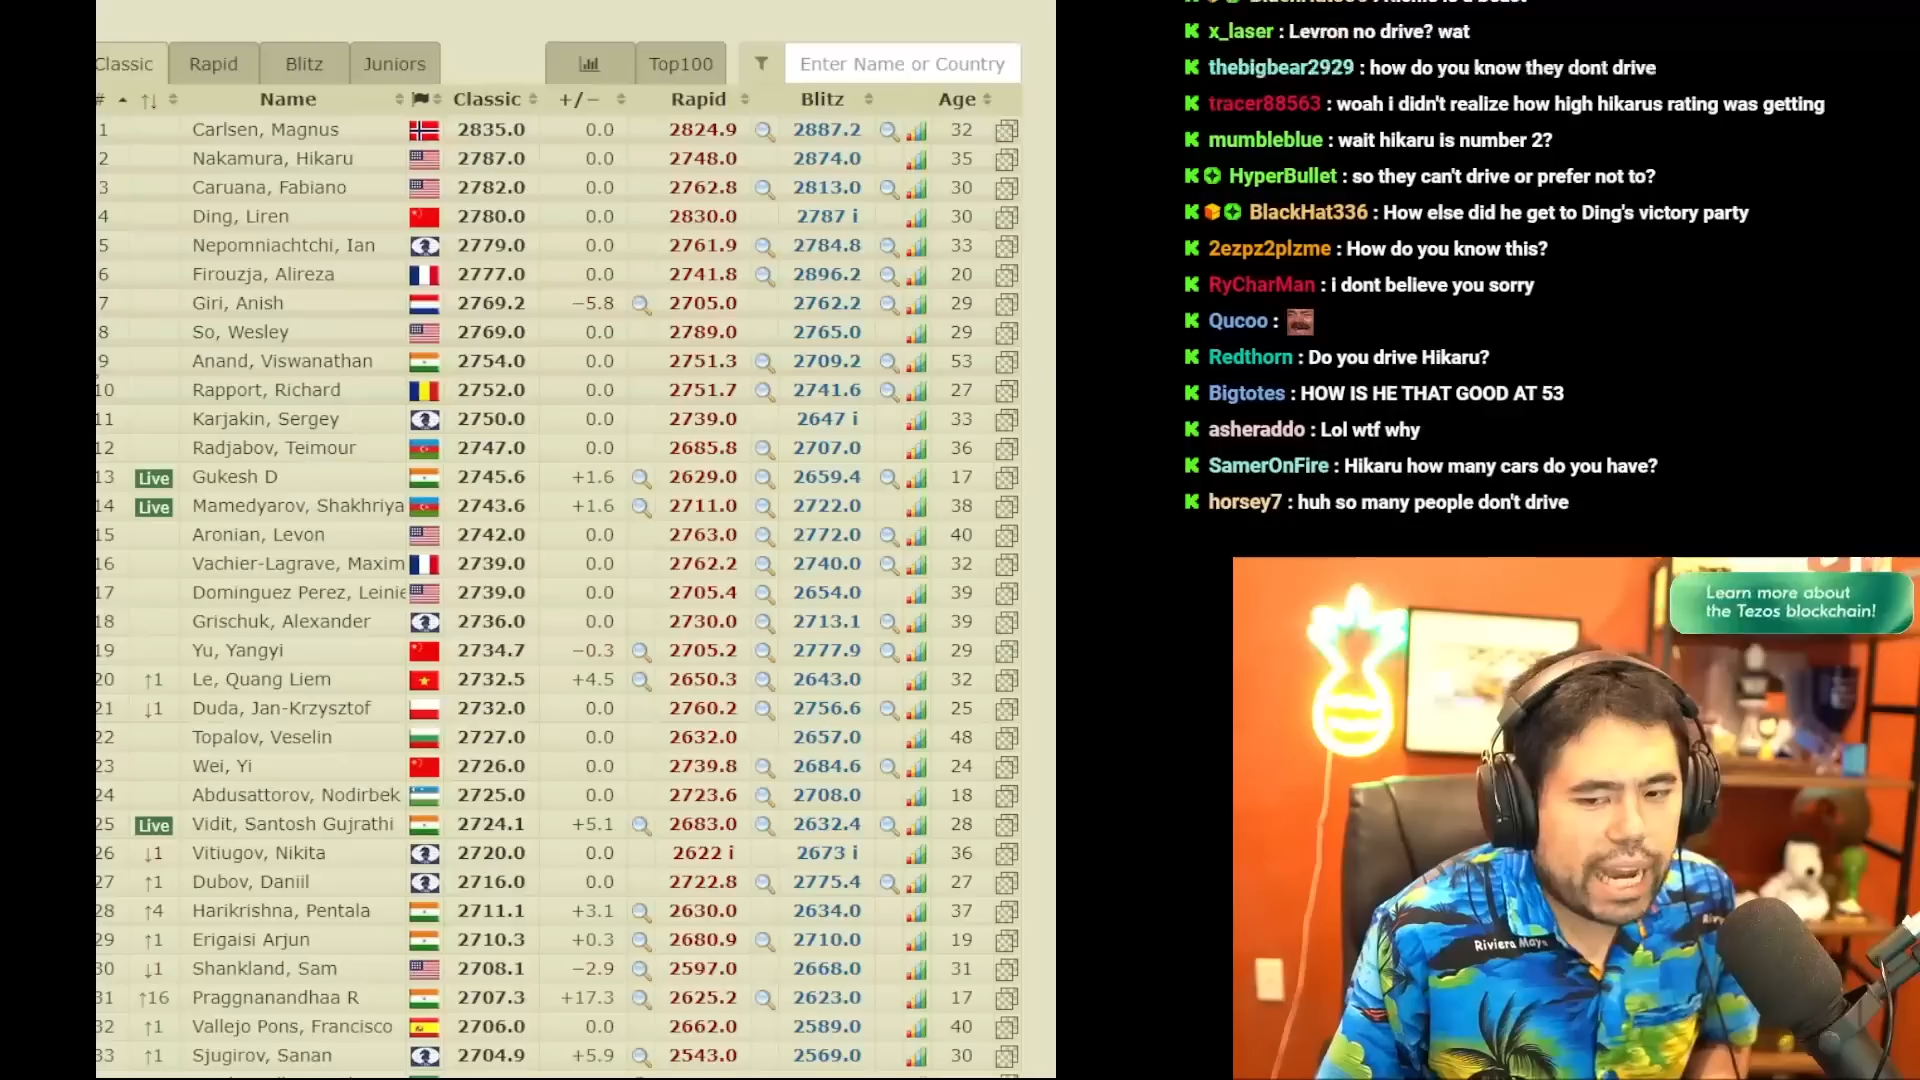 Classic Rapid Blitz Juniors Top100 Enter Name or Country
# Name Classic +/− Rapid Blitz Age
1 Carlsen, Magnus 2835.0 0.0 2824.9 2887.2 32
2 Nakamura, Hikaru 2787.0 0.0 2748.0 2874.0 35
3 Caruana, Fabiano 2782.0 0.0 2762.8 2813.0 30
4 Ding, Liren 2780.0 0.0 2830.0 2787 i 30
5 Nepomniachtchi, Ian 2779.0 0.0 2761.9 2784.8 33
6 Firouzja, Alireza 2777.0 0.0 2741.8 2896.2 20
7 Giri, Anish 2769.2 −5.8 2705.0 2762.2 29
8 So, Wesley 2769.0 0.0 2789.0 2765.0 29
9 Anand, Viswanathan 2754.0 0.0 2751.3 2709.2 53
10 Rapport, Richard 2752.0 0.0 2751.7 2741.6 27
11 Karjakin, Sergey 2750.0 0.0 2739.0 2647 i 33
12 Radjabov, Teimour 2747.0 0.0 2685.8 2707.0 36
13 Live Gukesh D 2745.6 +1.6 2629.0 2659.4 17
14 Live Mamedyarov, Shakhriya 2743.6 +1.6 2711.0 2722.0 38
15 Aronian, Levon 2742.0 0.0 2763.0 2772.0 40
16 Vachier-Lagrave, Maxim 2739.0 0.0 2762.2 2740.0 32
17 Dominguez Perez, Leinie 2739.0 0.0 2705.4 2654.0 39
18 Grischuk, Alexander 2736.0 0.0 2730.0 2713.1 39
19 Yu, Yangyi 2734.7 −0.3 2705.2 2777.9 29
20 ↑1 Le, Quang Liem 2732.5 +4.5 2650.3 2643.0 32
21 ↓1 Duda, Jan-Krzysztof 2732.0 0.0 2760.2 2756.6 25
22 Topalov, Veselin 2727.0 0.0 2632.0 2657.0 48
23 Wei, Yi 2726.0 0.0 2739.8 2684.6 24
24 Abdusattorov, Nodirbek 2725.0 0.0 2723.6 2708.0 18
25 Live Vidit, Santosh Gujrathi 2724.1 +5.1 2683.0 2632.4 28
26 ↓1 Vitiugov, Nikita 2720.0 0.0 2622 i 2673 i 36
27 ↑1 Dubov, Daniil 2716.0 0.0 2722.8 2775.4 27
28 ↑4 Harikrishna, Pentala 2711.1 +3.1 2630.0 2634.0 37
29 ↑1 Erigaisi Arjun 2710.3 +0.3 2680.9 2710.0 19
30 ↓1 Shankland, Sam 2708.1 −2.9 2597.0 2668.0 31
31 ↑16 Praggnanandhaa R 2707.3 +17.3 2625.2 2623.0 17
32 ↑1 Vallejo Pons, Francisco 2706.0 0.0 2662.0 2589.0 40
33 ↑1 Sjugirov, Sanan 2704.9 +5.9 2543.0 2569.0 30
x_laser : Levron no drive? wat
thebigbear2929 : how do you know they dont drive
tracer88563 : woah i didn't realize how high hikarus rating was getting
mumbleblue : wait hikaru is number 2?
HyperBullet : so they can't drive or prefer not to?
BlackHat336 : How else did he get to Ding's victory party
2ezpz2plzme : How do you know this?
RyCharMan : i dont believe you sorry
Qucoo :
Redthorn : Do you drive Hikaru?
Bigtotes : HOW IS HE THAT GOOD AT 53
asheraddo : Lol wtf why
SamerOnFire : Hikaru how many cars do you have?
horsey7 : huh so many people don't drive
Learn more about
the Tezos blockchain!
Riviera Maya